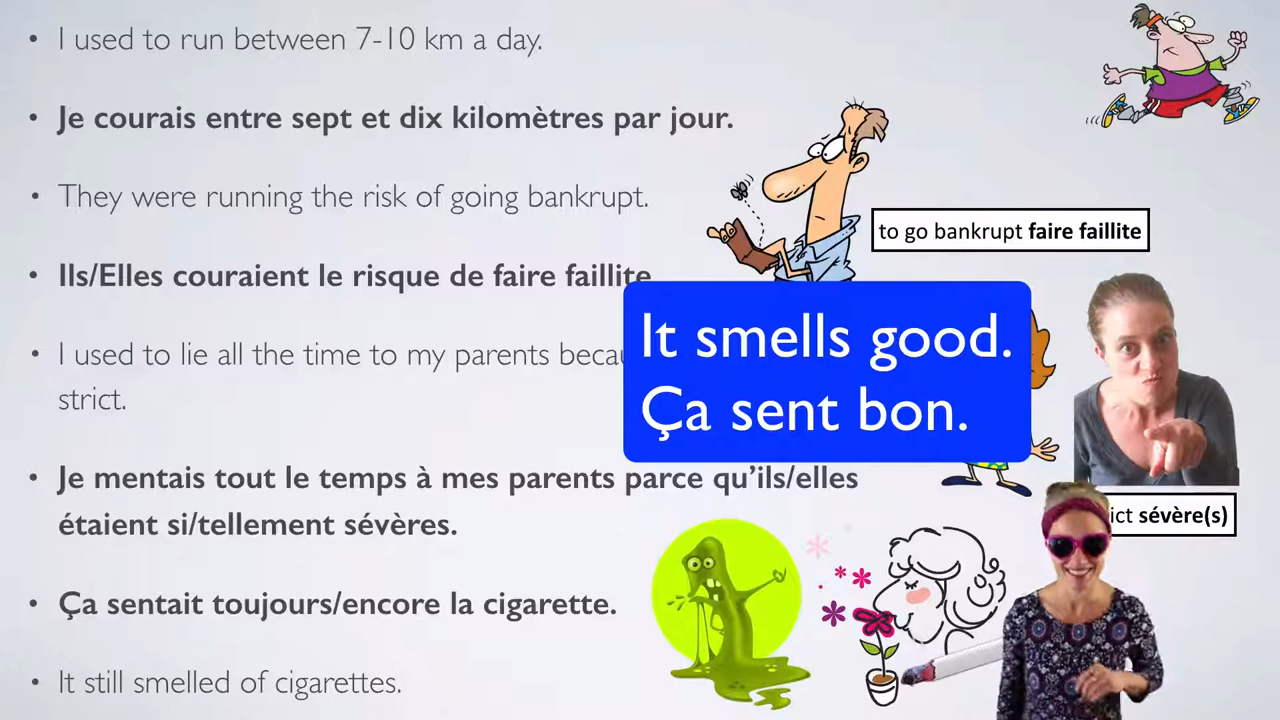 • I used to run between 7-10 km a day.
• Je courais entre sept et dix kilomètres par jour.
• They were running the risk of going bankrupt.
to go bankrupt faire faillite
• Ils/Elles couraient le risque de faire faillite
It smells good.
Ça sent bon.
• I used to lie all the time to my parents
strict.
• Je mentais tout le temps à mes parents parce qu'ils/elles
étaient si/tellement sévères.
sévère(s)
• Ça sentait toujours/encore la cigarette.
• It still smelled of cigarettes.